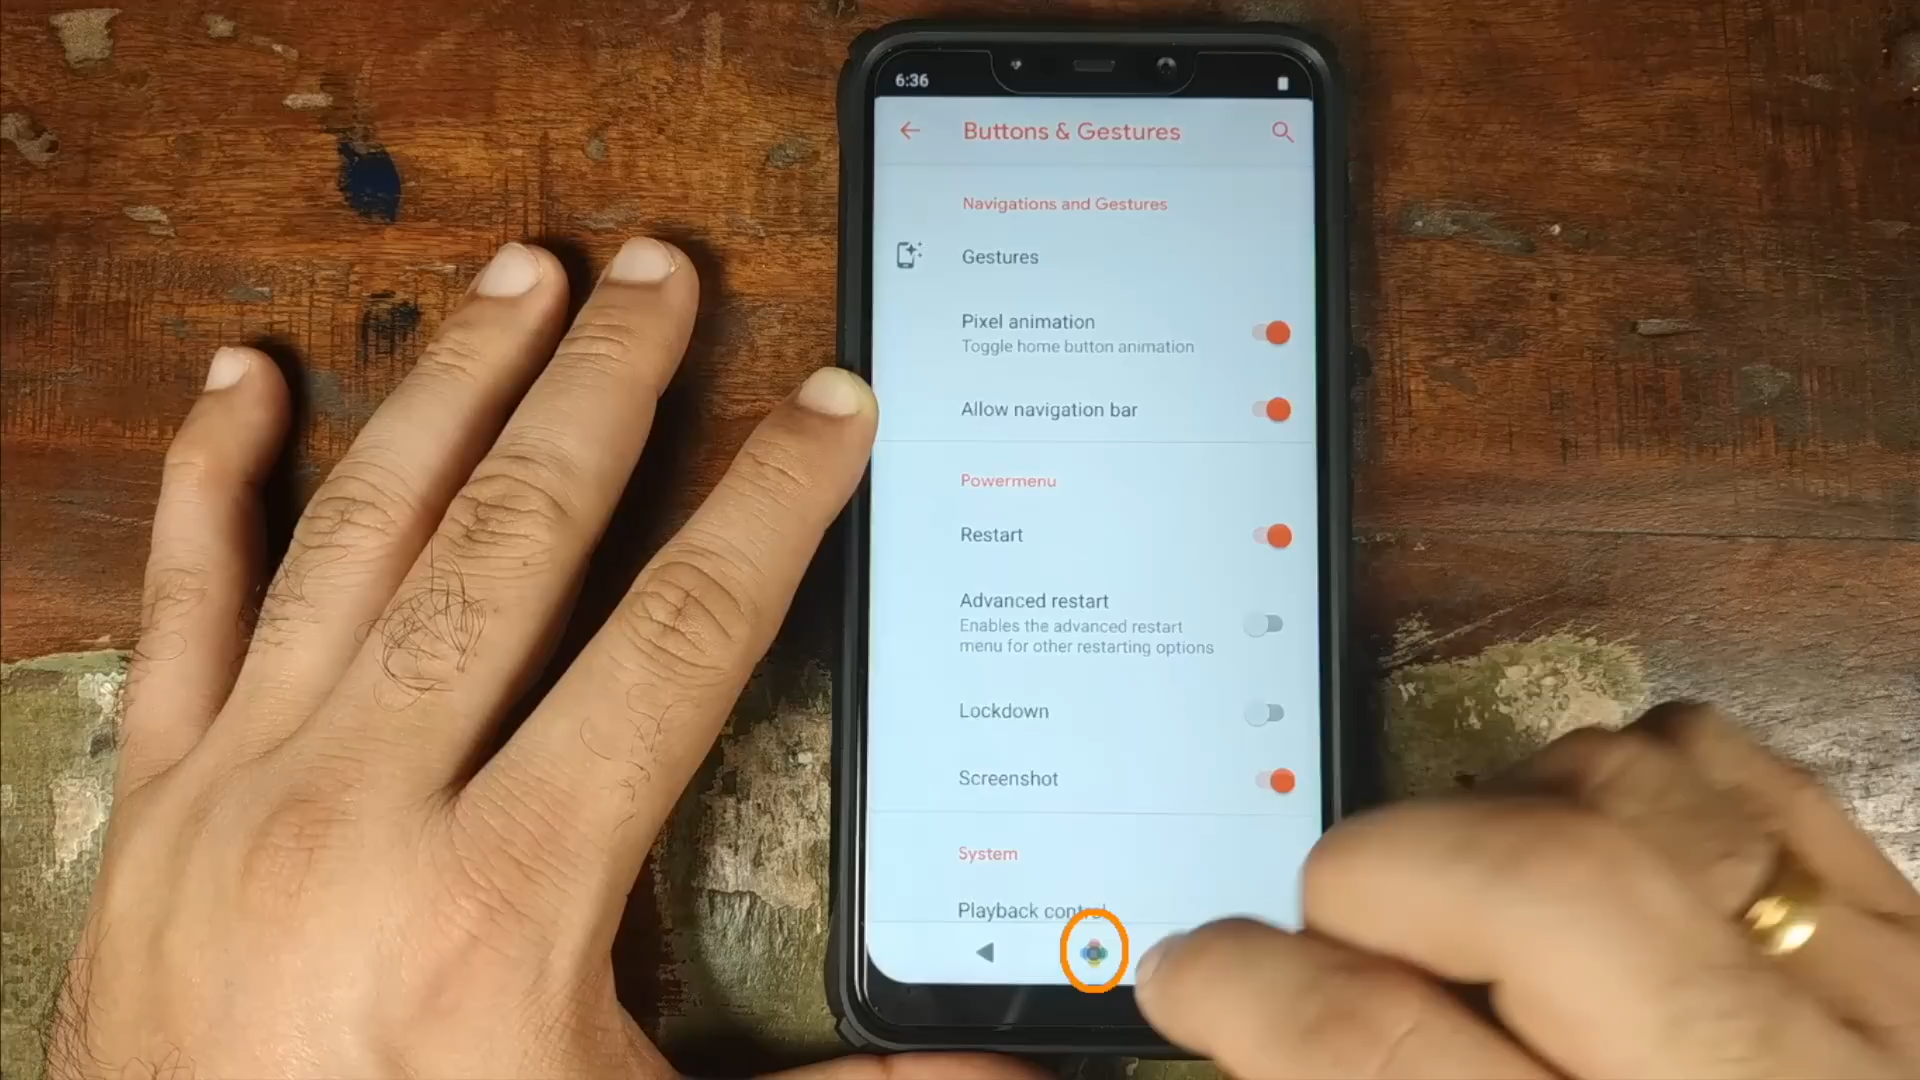 6:36
Buttons & Gestures
Navigations and Gestures
Gestures
Pixel animation
Toggle home button animation
Allow navigation bar
Powermenu
Restart
Advanced restart
Enables the advanced restart
menu for other restarting options
Lockdown
Screenshot
System
Playback control